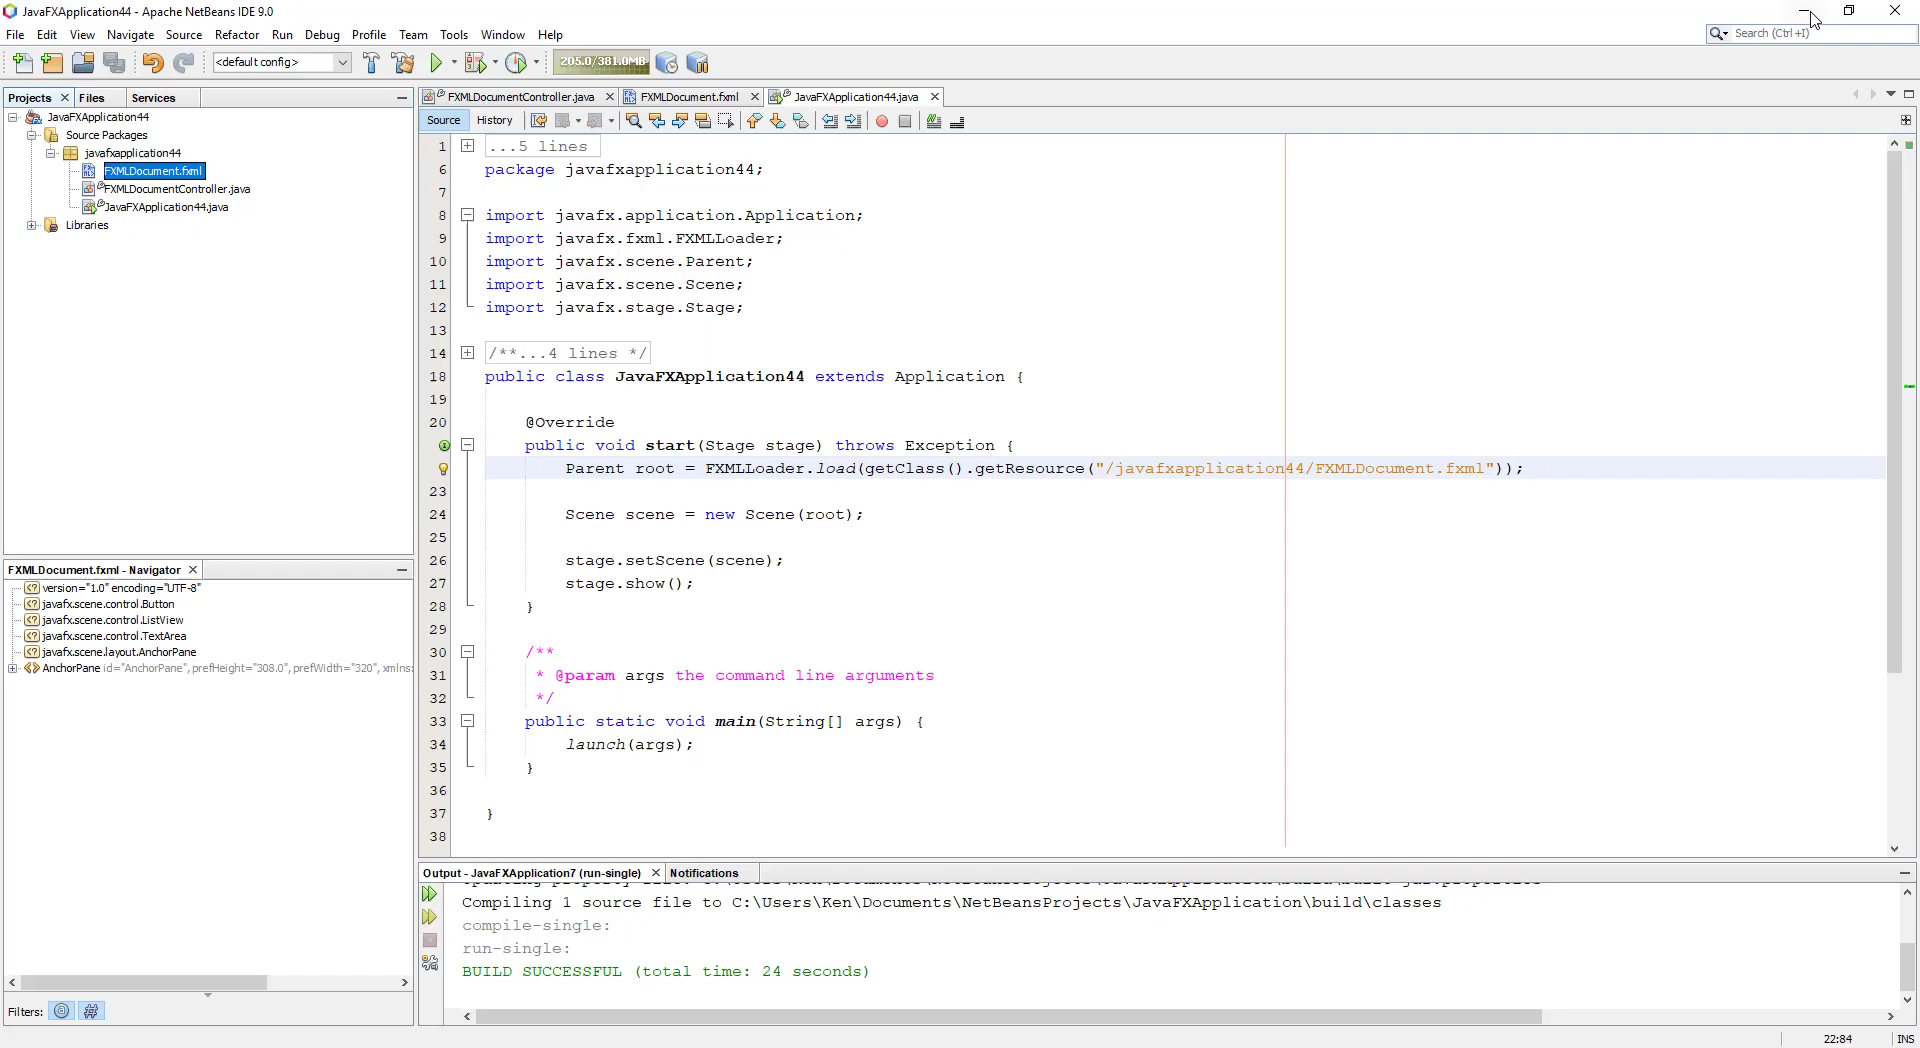 JavaFXApplication44 - Apache NetBeans IDE 9.0
File Edit View Navigate Source Refactor Run Debug Profile Team Tools Window Help
Search (Ctrl+I)
<default config>
205.0/381.0MB
Projects Files Services
JavaFXApplication44
Source Packages
javafxapplication44
FXMLDocument.fxml
FXMLDocumentController.java
JavaFXApplication44.java
Libraries
FXMLDocument.fxml - Navigator
version="1.0" encoding="UTF-8"
javafx.scene.control.Button
javafx.scene.control.ListView
javafx.scene.control.TextArea
javafx.scene.layout.AnchorPane
AnchorPane id="AnchorPane", prefHeight="308.0", prefWidth="320", xmlns:
Filters:
FXMLDocumentController.java FXMLDocument.fxml JavaFXApplication44.java
Source History
1 ...5 lines
6 package javafxapplication44;
7
8 import javafx.application.Application;
9 import javafx.fxml.FXMLLoader;
10 import javafx.scene.Parent;
11 import javafx.scene.Scene;
12 import javafx.stage.Stage;
13
14 /**...4 lines */
18 public class JavaFXApplication44 extends Application {
19
20 @Override
public void start(Stage stage) throws Exception {
Parent root = FXMLLoader.load(getClass().getResource("/javafxapplication44/FXMLDocument.fxml"));
23
24 Scene scene = new Scene(root);
25
26 stage.setScene(scene);
27 stage.show();
28 }
29
30 /**
31 * @param args the command line arguments
32 */
33 public static void main(String[] args) {
34 launch(args);
35 }
36
37 }
38
Output - JavaFXApplication7 (run-single) Notifications
Compiling 1 source file to C:\Users\Ken\Documents\NetBeansProjects\JavaFXApplication\build\classes
compile-single:
run-single:
BUILD SUCCESSFUL (total time: 24 seconds)
22:84 INS